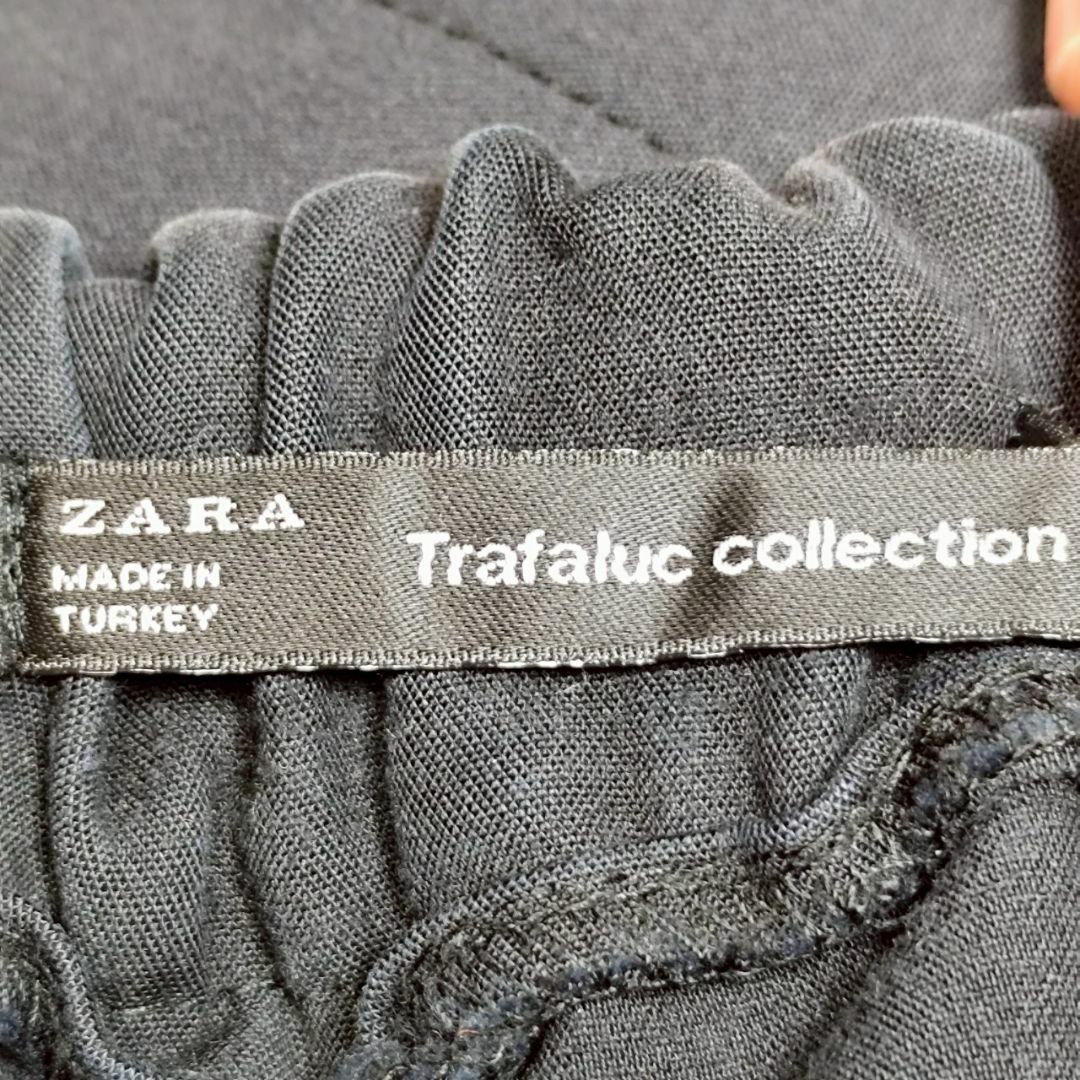 ZARA
MADE IN
TURKEY
Trafaluc collection